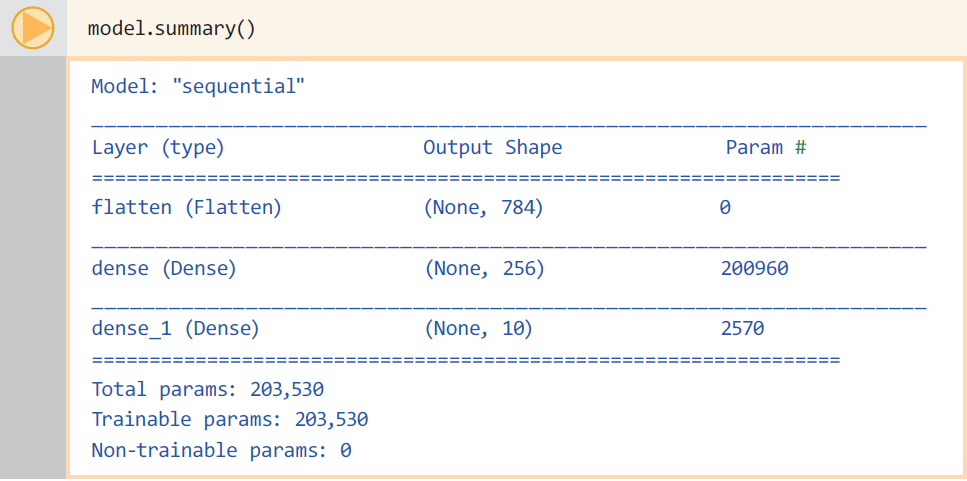 model.summary()
Model: "sequential"
_________________________________________________________________
Layer (type) Output Shape Param #
=================================================================
flatten (Flatten) (None, 784) 0
_________________________________________________________________
dense (Dense) (None, 256) 200960
_________________________________________________________________
dense_1 (Dense) (None, 10) 2570
=================================================================
Total params: 203,530
Trainable params: 203,530
Non-trainable params: 0